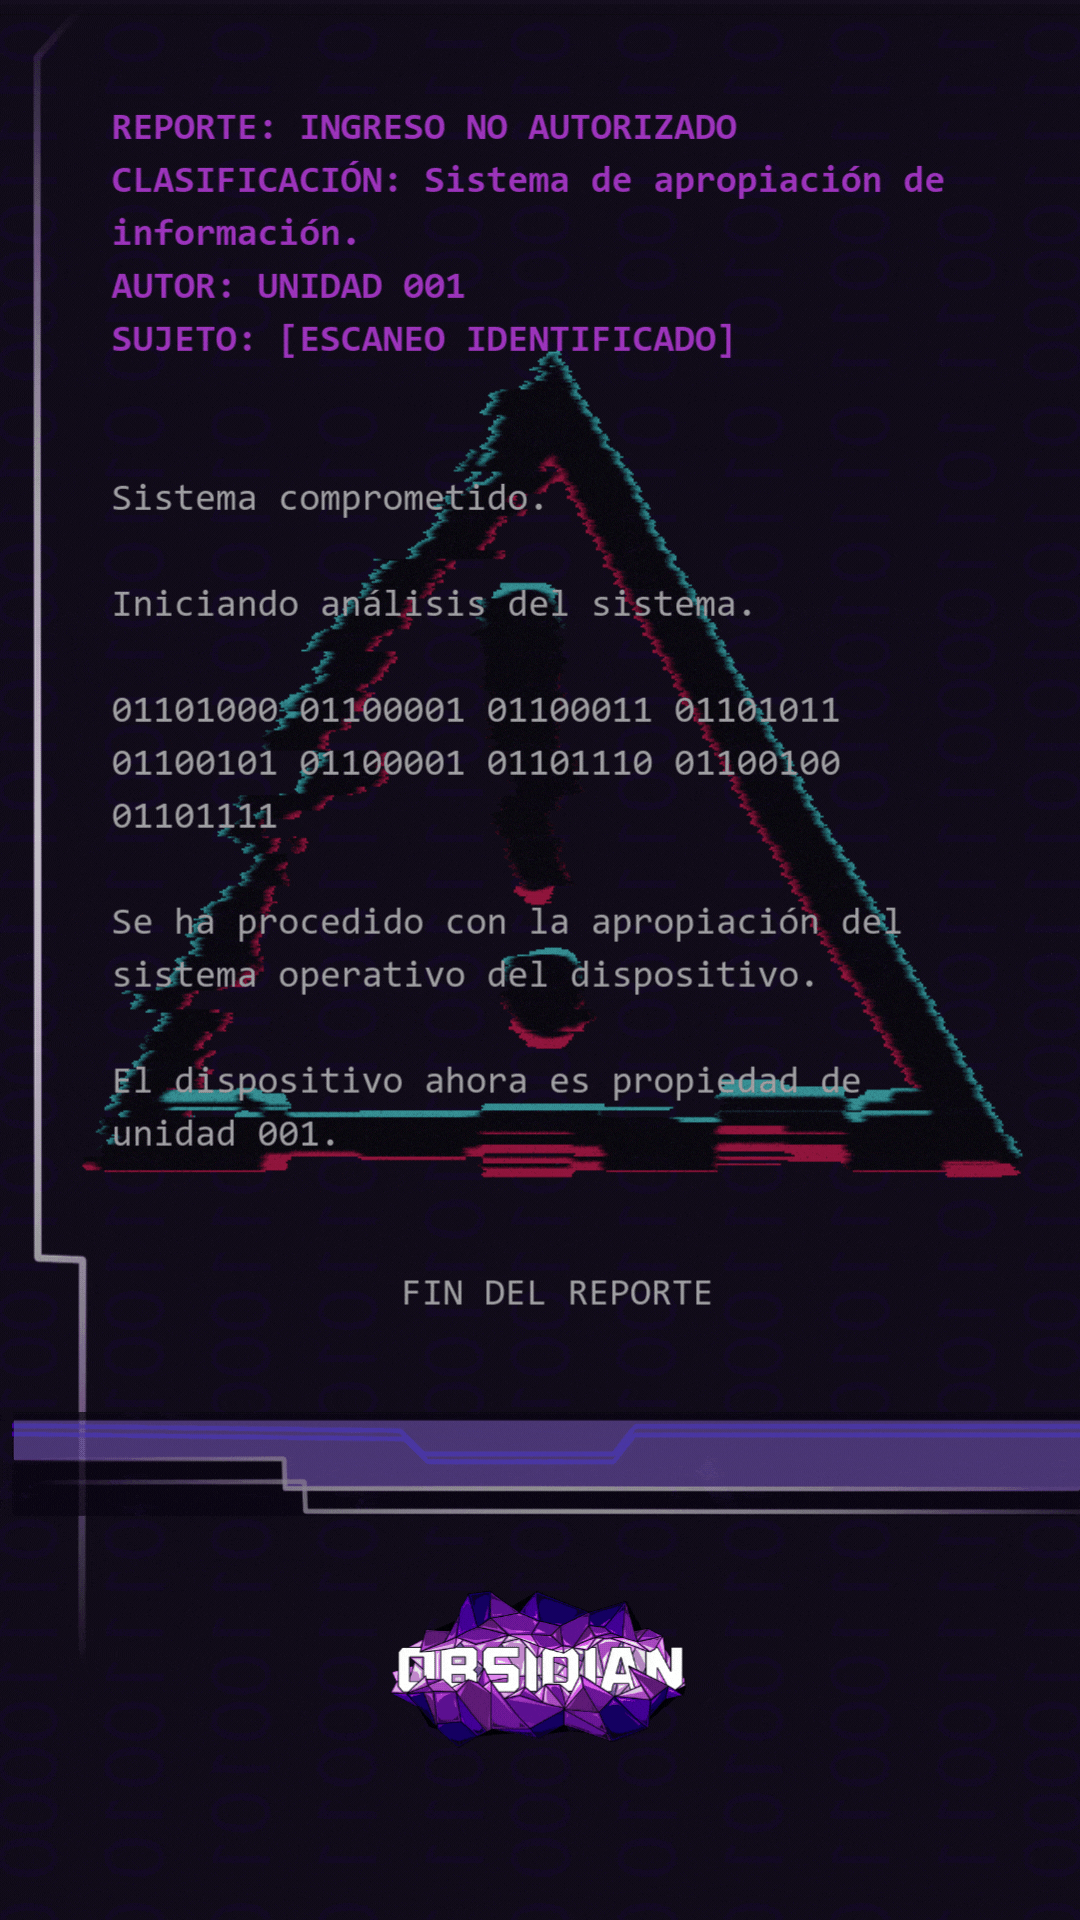 REPORTE: INGRESO NO AUTORIZADO
CLASIFICACIÓN: Sistema de apropiación de
información.
AUTOR: UNIDAD 001
SUJETO: [ESCANEO IDENTIFICADO]
Sistema comprometido.
Iniciando análisis del sistema.
01101000 01100001 01100011 01101011
01100101 01100001 01101110 01100100
01101111
Se ha procedido con la apropiación del
sistema operativo del dispositivo.
El dispositivo ahora es propiedad de
unidad 001.
FIN DEL REPORTE
OBSIDIAN